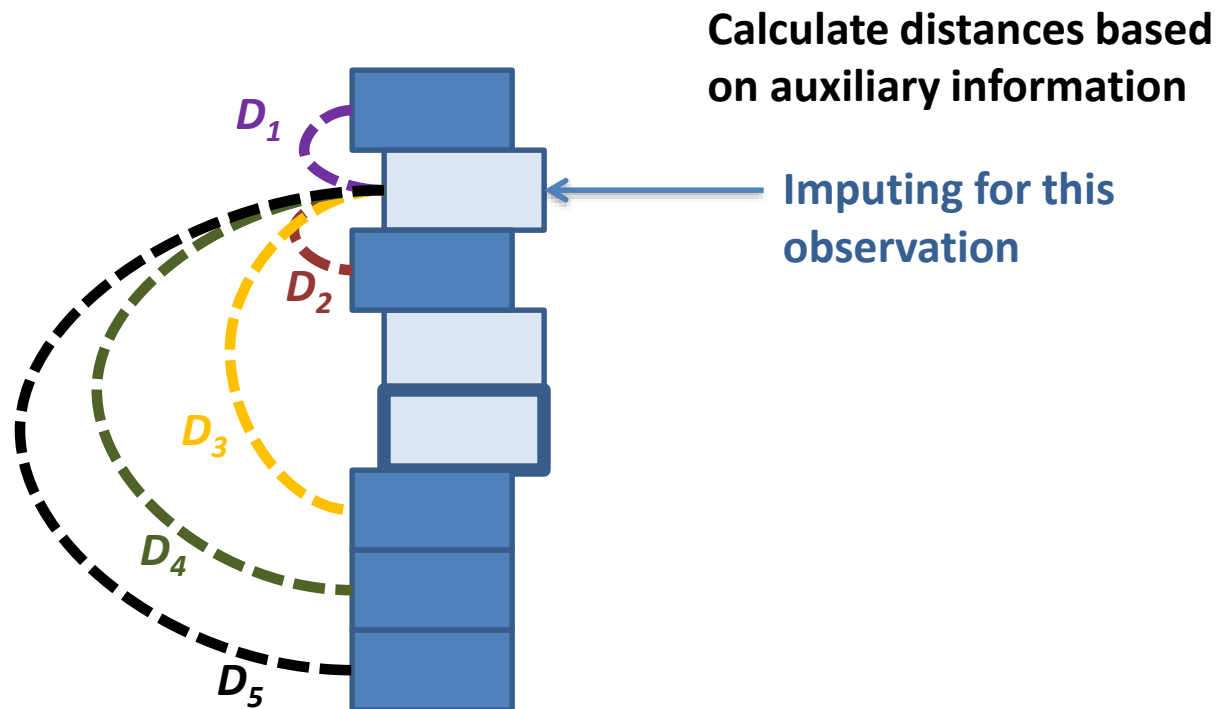 Calculate distances based
on auxiliary information
D1
Imputing for this
observation
D2
D3
D4
D5